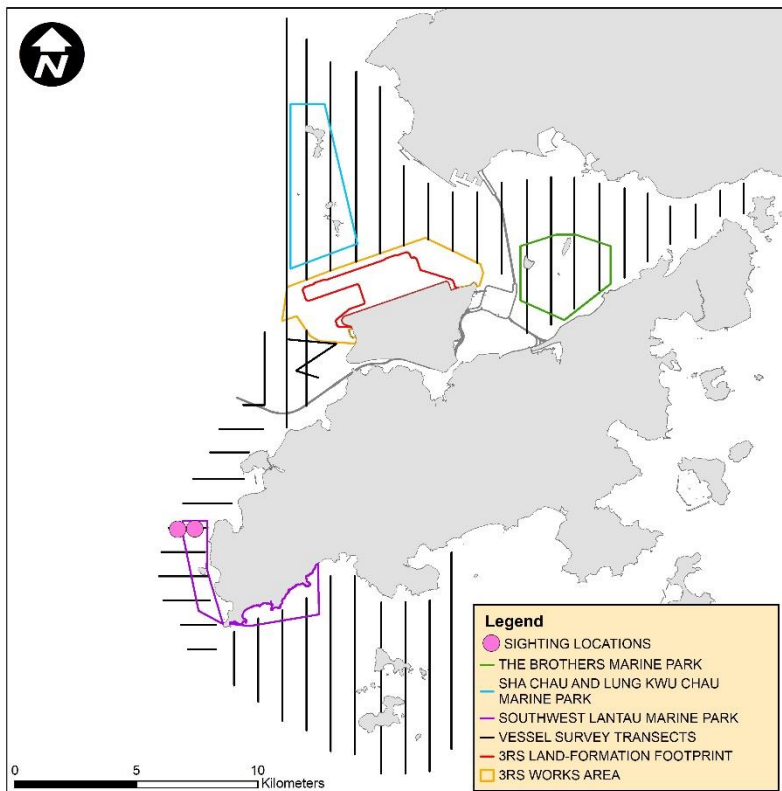 N
Legend
SIGHTING LOCATIONS
THE BROTHERS MARINE PARK
SHA CHAU AND LUNG KWU CHAU
MARINE PARK
SOUTHWEST LANTAU MARINE PARK
VESSEL SURVEY TRANSECTS
3RS LAND-FORMATION FOOTPRINT
3RS WORKS AREA
0 5 10
Kilometers